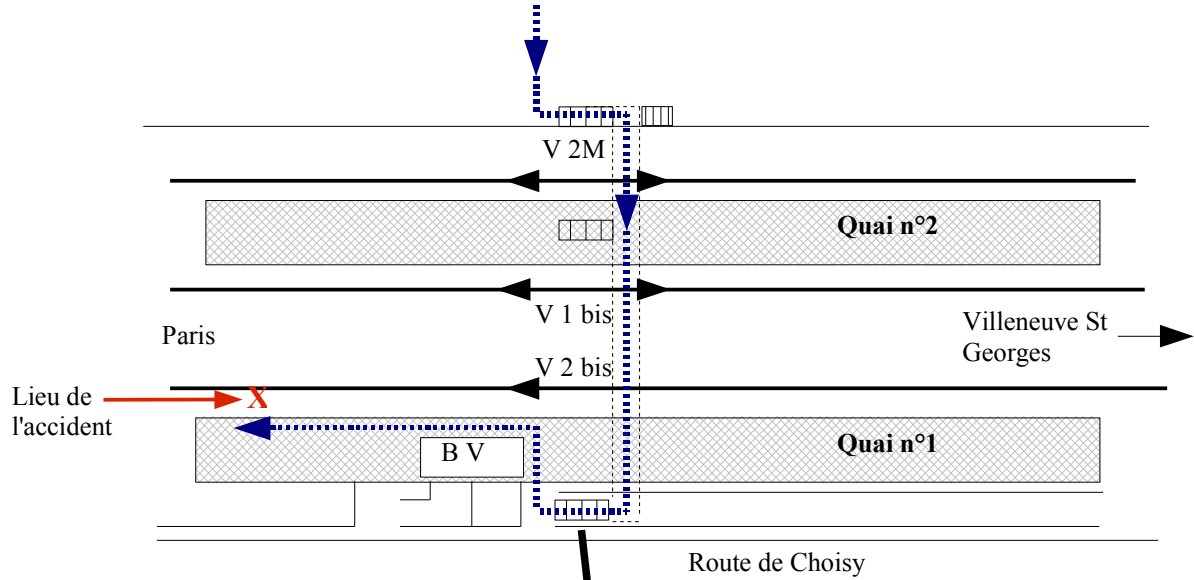 V 2M
Quai n°2
V 1 bis
Paris
Villeneuve St
Georges
V 2 bis
Lieu de
l'accident
X
B V
Quai n°1
Route de Choisy